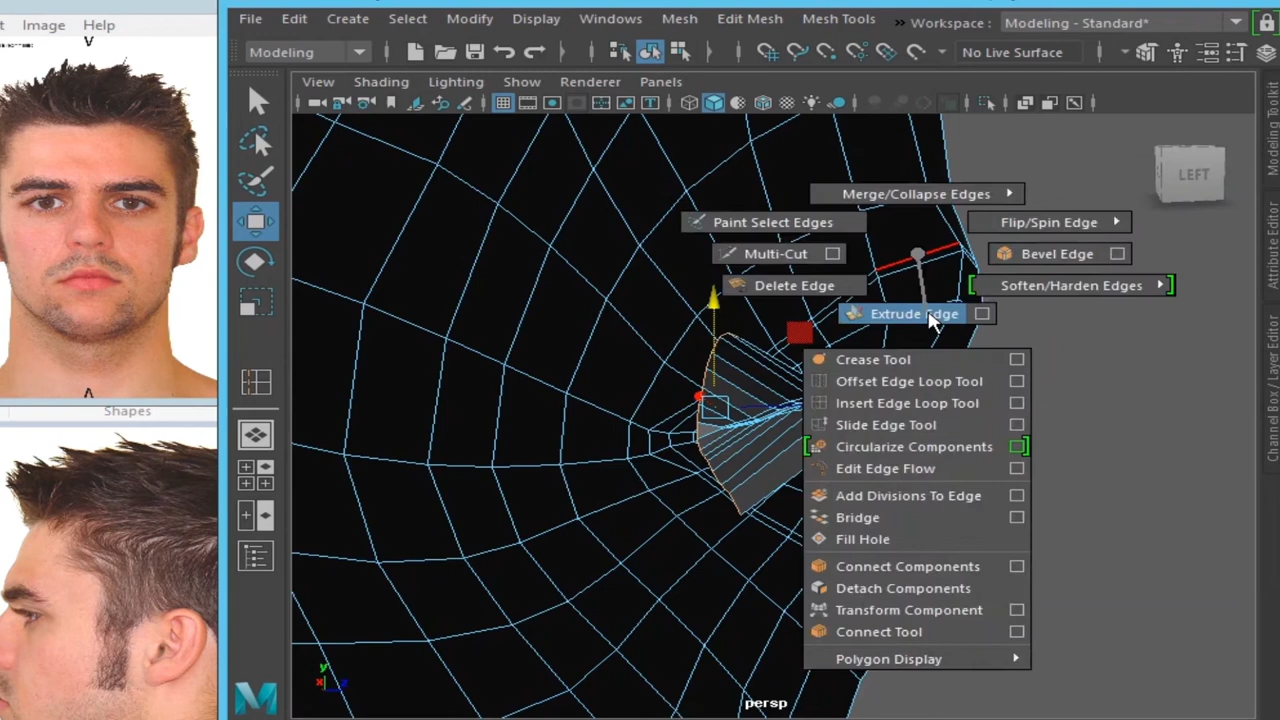 File Edit Create Select Modify Display Windows Mesh Edit Mesh Mesh Tools » Workspace : Modeling - Standard*
Image Help
Modeling No Live Surface
View Shading Lighting Show Renderer Panels
LEFT
Merge/Collapse Edges
Paint Select Edges Flip/Spin Edge
Multi-Cut Bevel Edge
Delete Edge Soften/Harden Edges
Extrude Edge
Crease Tool
Offset Edge Loop Tool
Insert Edge Loop Tool
Shapes
Slide Edge Tool
Circularize Components
Edit Edge Flow
Add Divisions To Edge
Bridge
Fill Hole
Connect Components
Detach Components
Transform Component
Connect Tool
Polygon Display
persp
y
x
z
Modeling Toolkit
Attribute Editor
Channel Box / Layer Editor